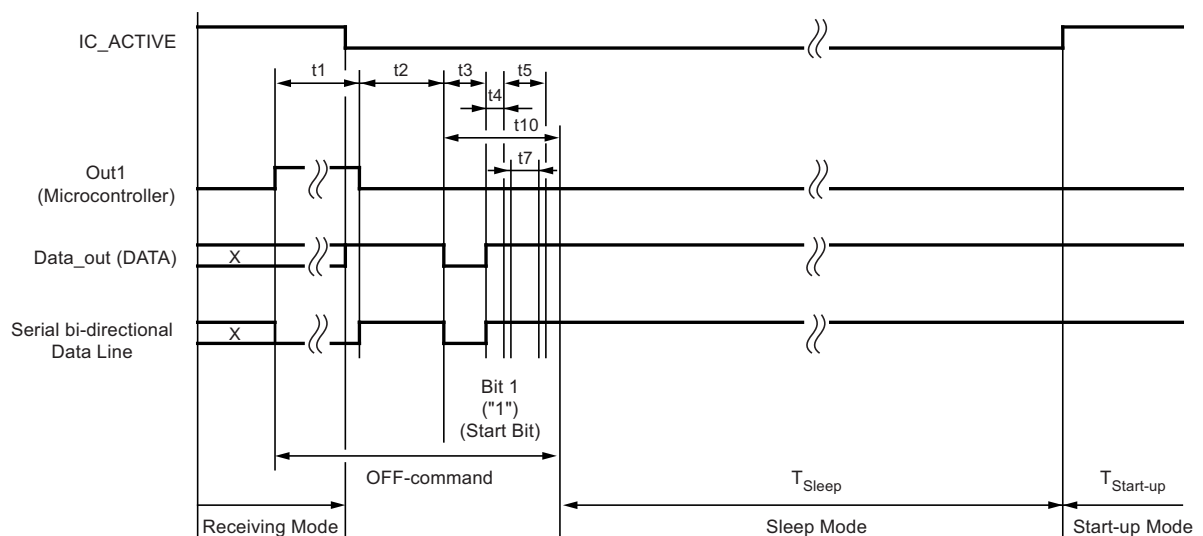 IC_ACTIVE
t1
t2
t3
t5
t4
t10
t7
Out1
(Microcontroller)
Data_out (DATA)
X
Serial bi-directional
Data Line
X
Bit 1
("1")
(Start Bit)
OFF-command
TSleep
TStart-up
Receiving Mode
Sleep Mode
Start-up Mode